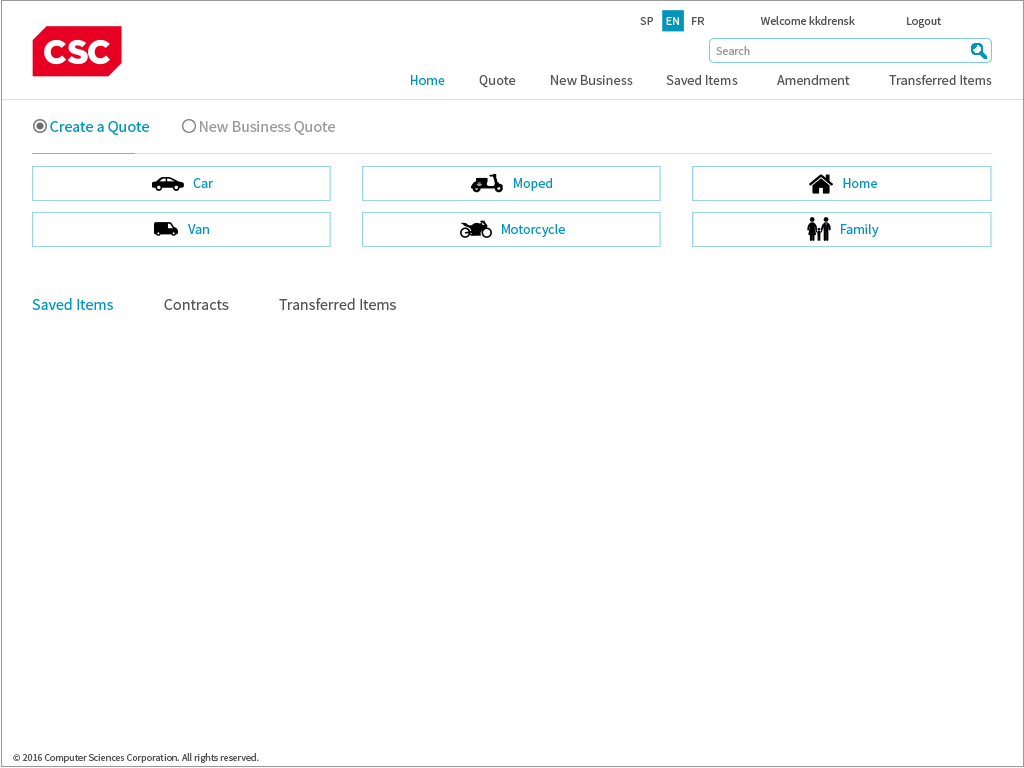 SP EN FR Welcome kkdrensk Logout
CSC
Search
Home Quote New Business Saved Items Amendment Transferred Items
Create a Quote New Business Quote
Car Moped Home
Van Motorcycle Family
Saved Items Contracts Transferred Items
© 2016 Computer Sciences Corporation. All rights reserved.